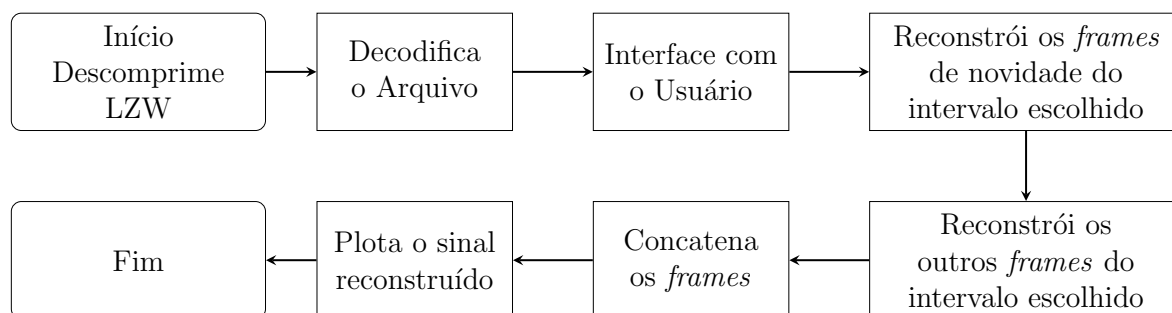 Início
Descomprime
LZW
Decodifica
o Arquivo
Interface com
o Usuário
Reconstrói os frames
de novidade do
intervalo escolhido
Reconstrói os
outros frames do
intervalo escolhido
Concatena
os frames
Plota o sinal
reconstruído
Fim